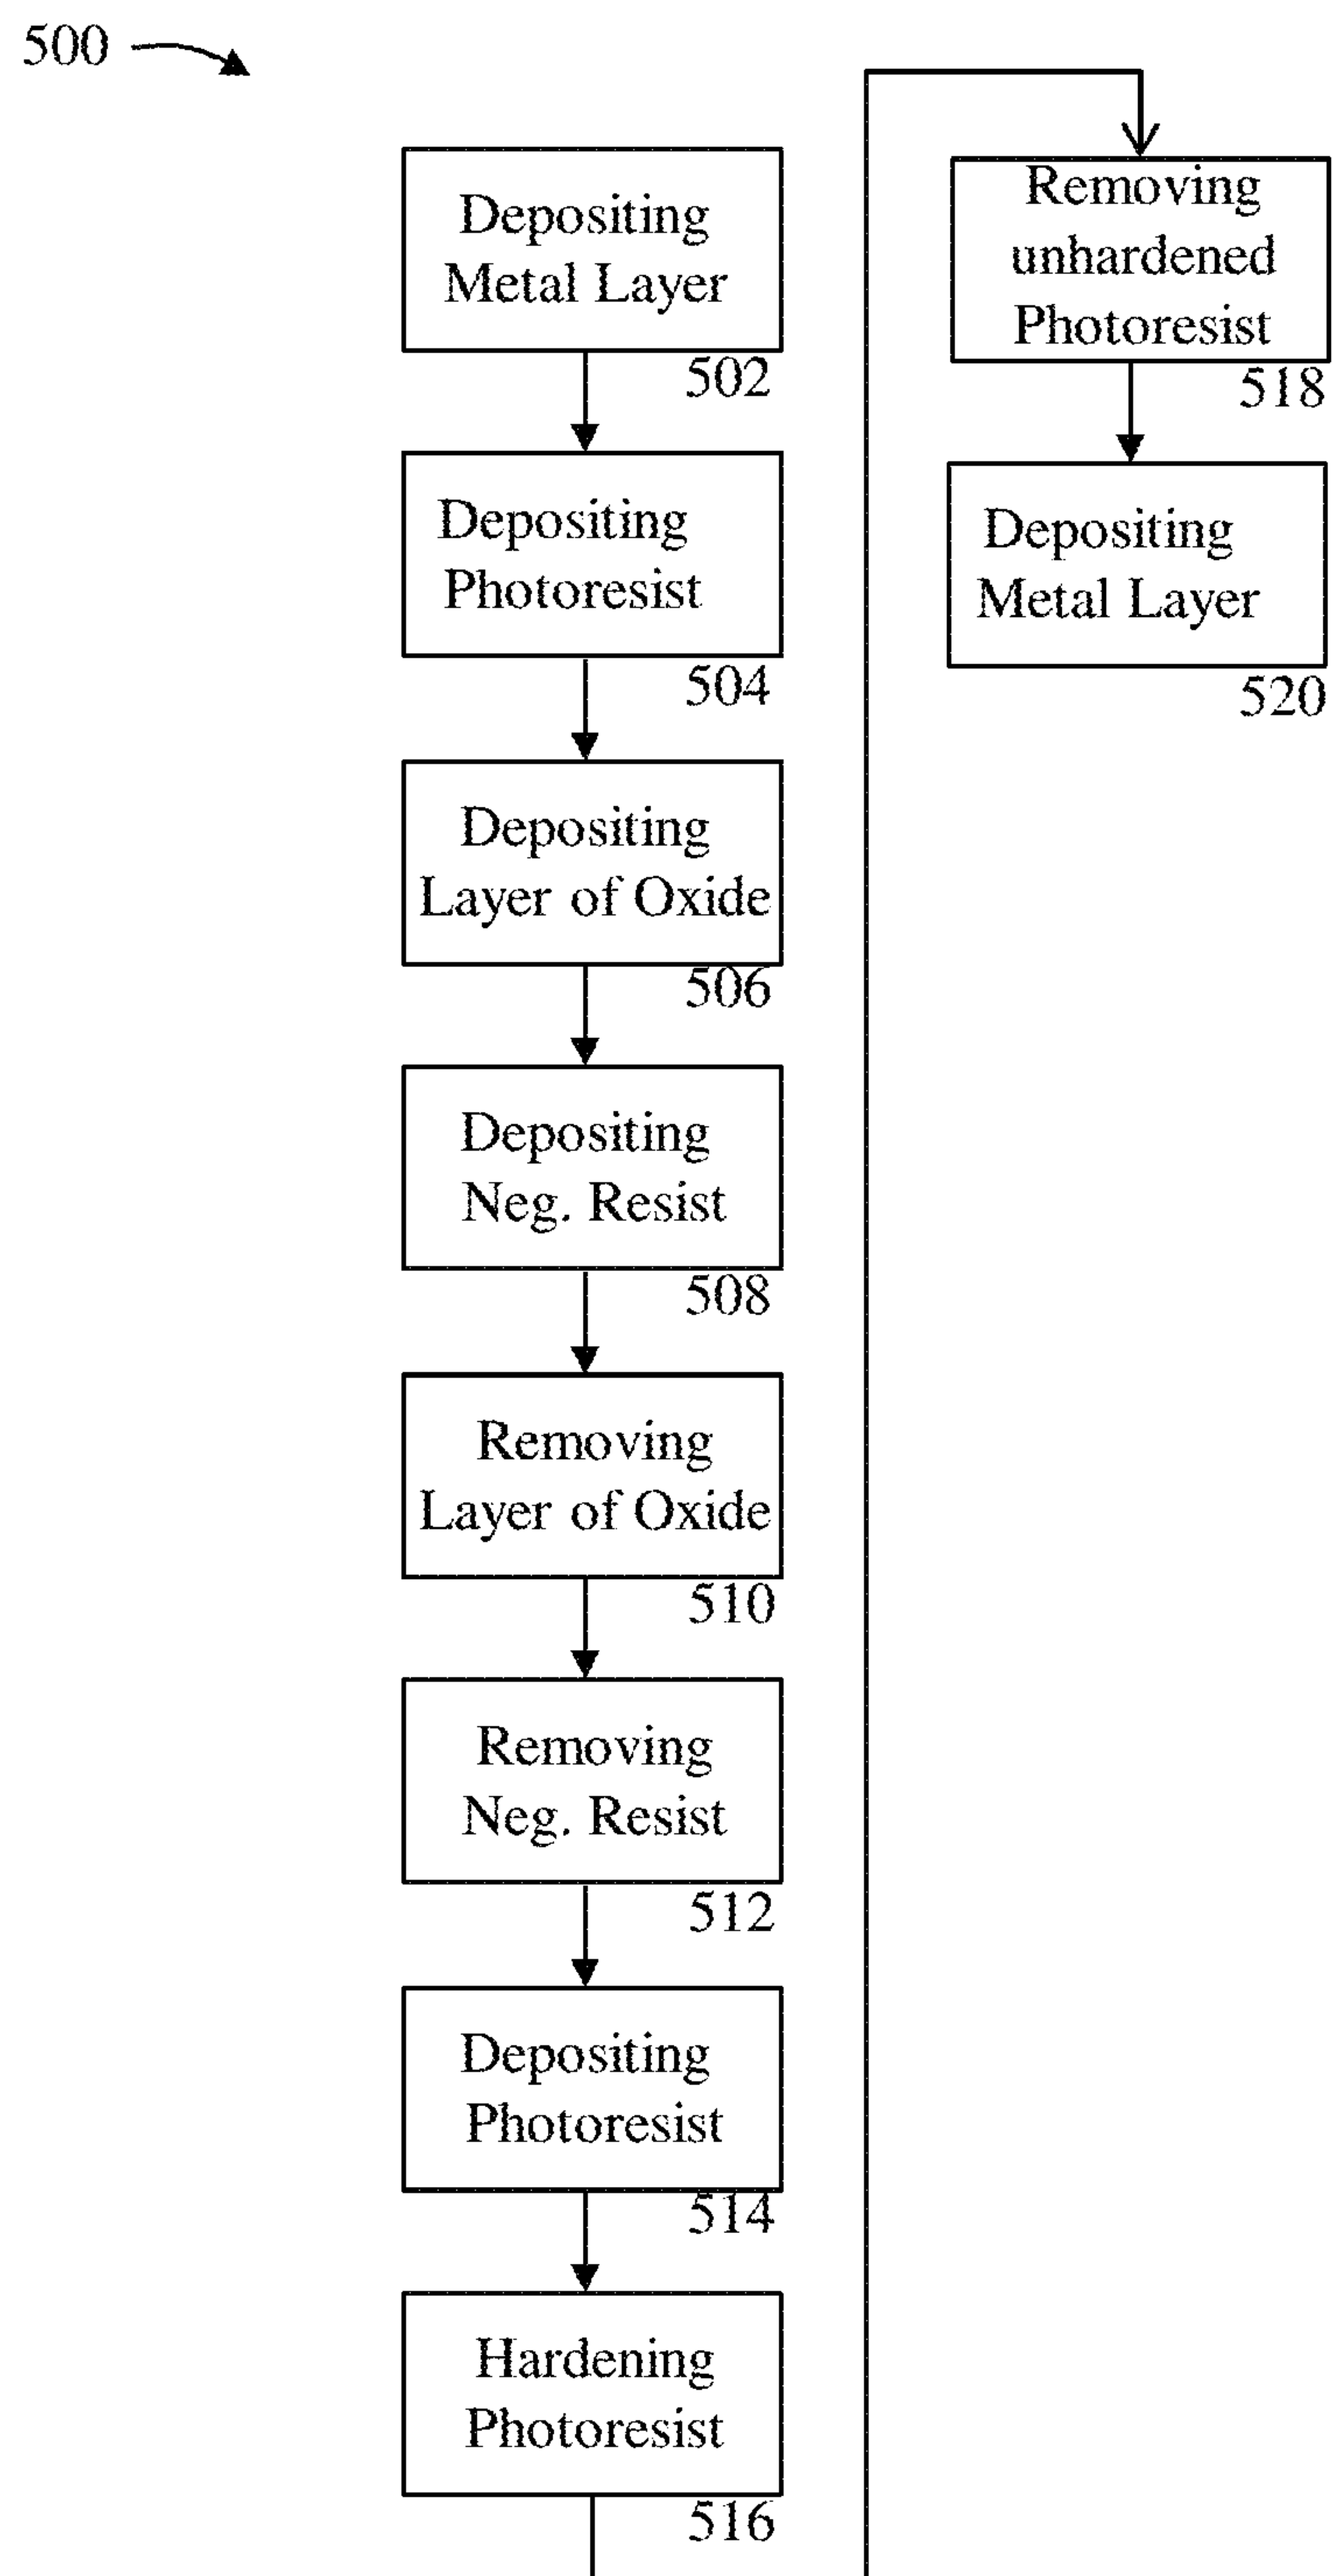 500
Depositing
Metal Layer
502
Depositing
Photoresist
504
Depositing
Layer of Oxide
506
Depositing
Neg. Resist
508
Removing
Layer of Oxide
510
Removing
Neg. Resist
512
Depositing
Photoresist
514
Hardening
Photoresist
516
Removing
unhardened
Photoresist
518
Depositing
Metal Layer
520